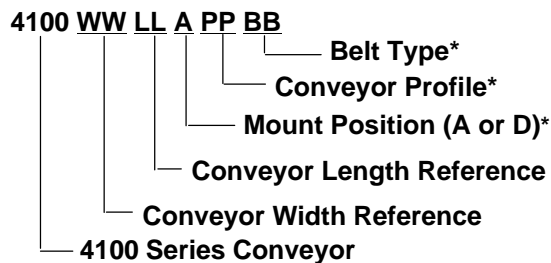 4100 WW LL A PP BB
Belt Type*
Conveyor Profile*
Mount Position (A or D)*
Conveyor Length Reference
Conveyor Width Reference
4100 Series Conveyor